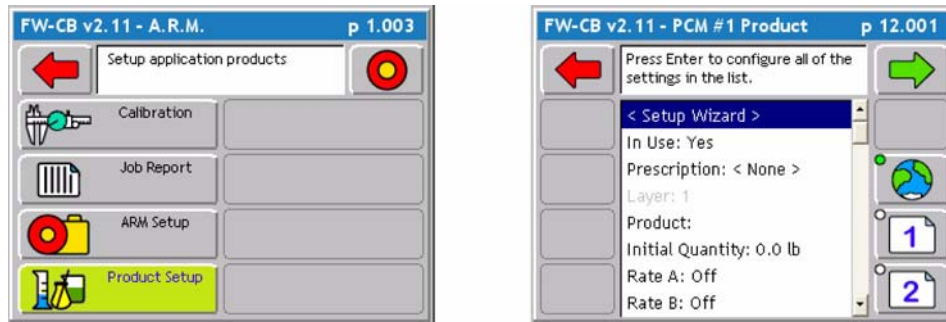 FW-CB v2.11 - A.R.M. p 1.003
Setup application products
Calibration
Job Report
ARM Setup
Product Setup
FW-CB v2.11 - PCM #1 Product p 12.001
Press Enter to configure all of the
settings in the list.
< Setup Wizard >
In Use: Yes
Prescription: < None >
Layer: 1
Product:
Initial Quantity: 0.0 lb
Rate A: Off
Rate B: Off
1
2